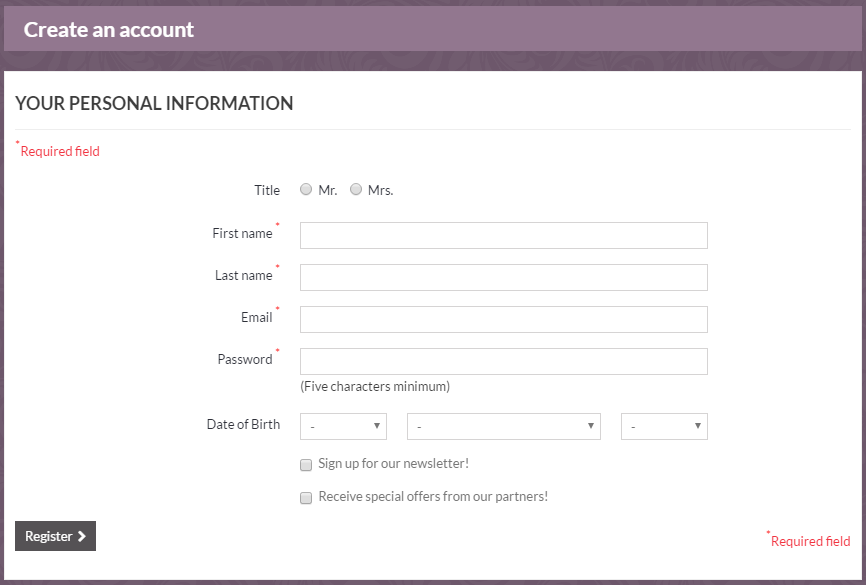 Create an account
YOUR PERSONAL INFORMATION
*Required field
Title Mr. Mrs.
First name *
Last name *
Email *
Password *
(Five characters minimum)
Date of Birth - - -
Sign up for our newsletter!
Receive special offers from our partners!
Register
*Required field